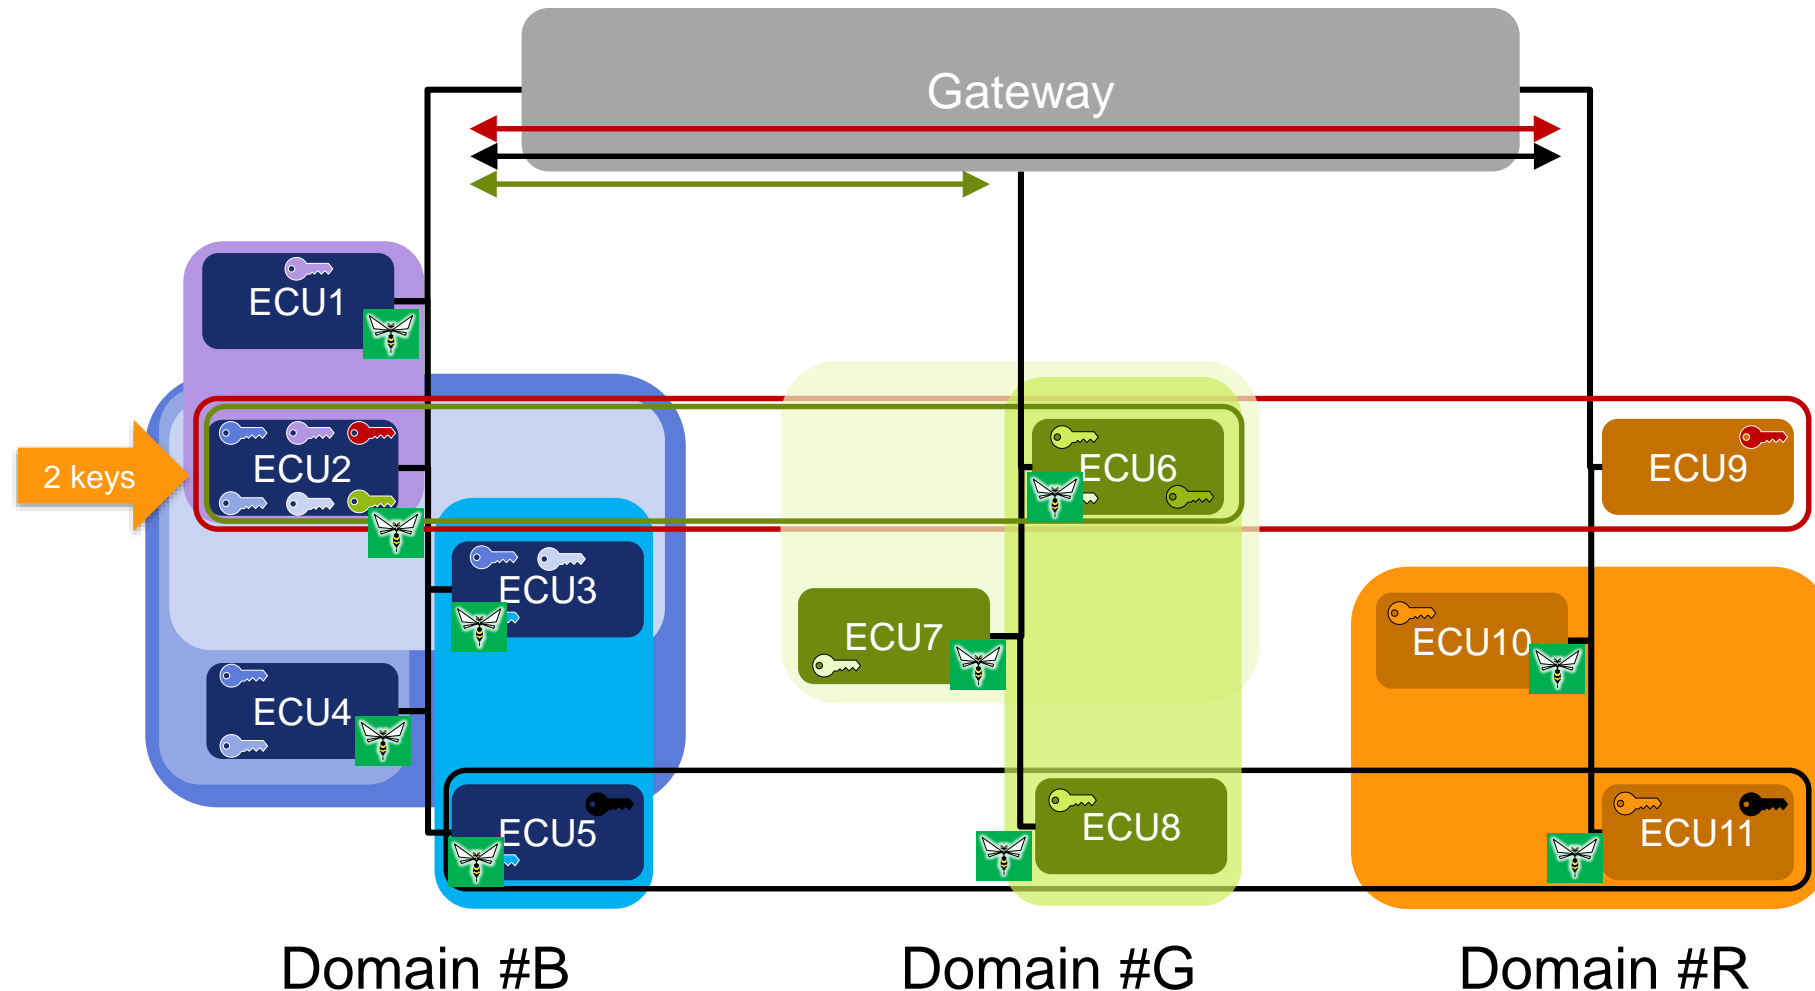 Gateway
ECU1
2 keys
ECU2
ECU6
ECU9
ECU3
ECU7
ECU10
ECU4
ECU5
ECU8
ECU11
Domain #B
Domain #G
Domain #R